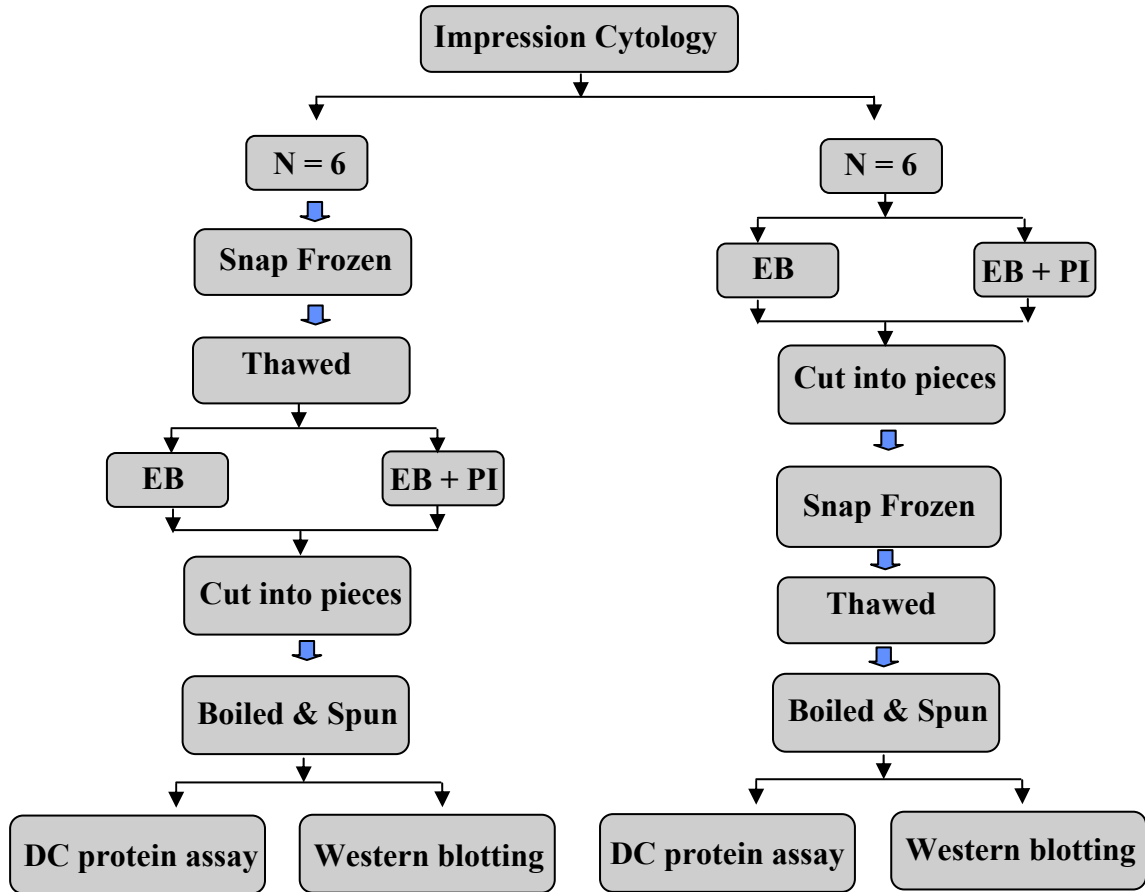 Impression Cytology
N = 6
Snap Frozen
Thawed
EB
EB + PI
Cut into pieces
Boiled & Spun
DC protein assay
Western blotting
N = 6
EB
EB + PI
Cut into pieces
Snap Frozen
Thawed
Boiled & Spun
DC protein assay
Western blotting